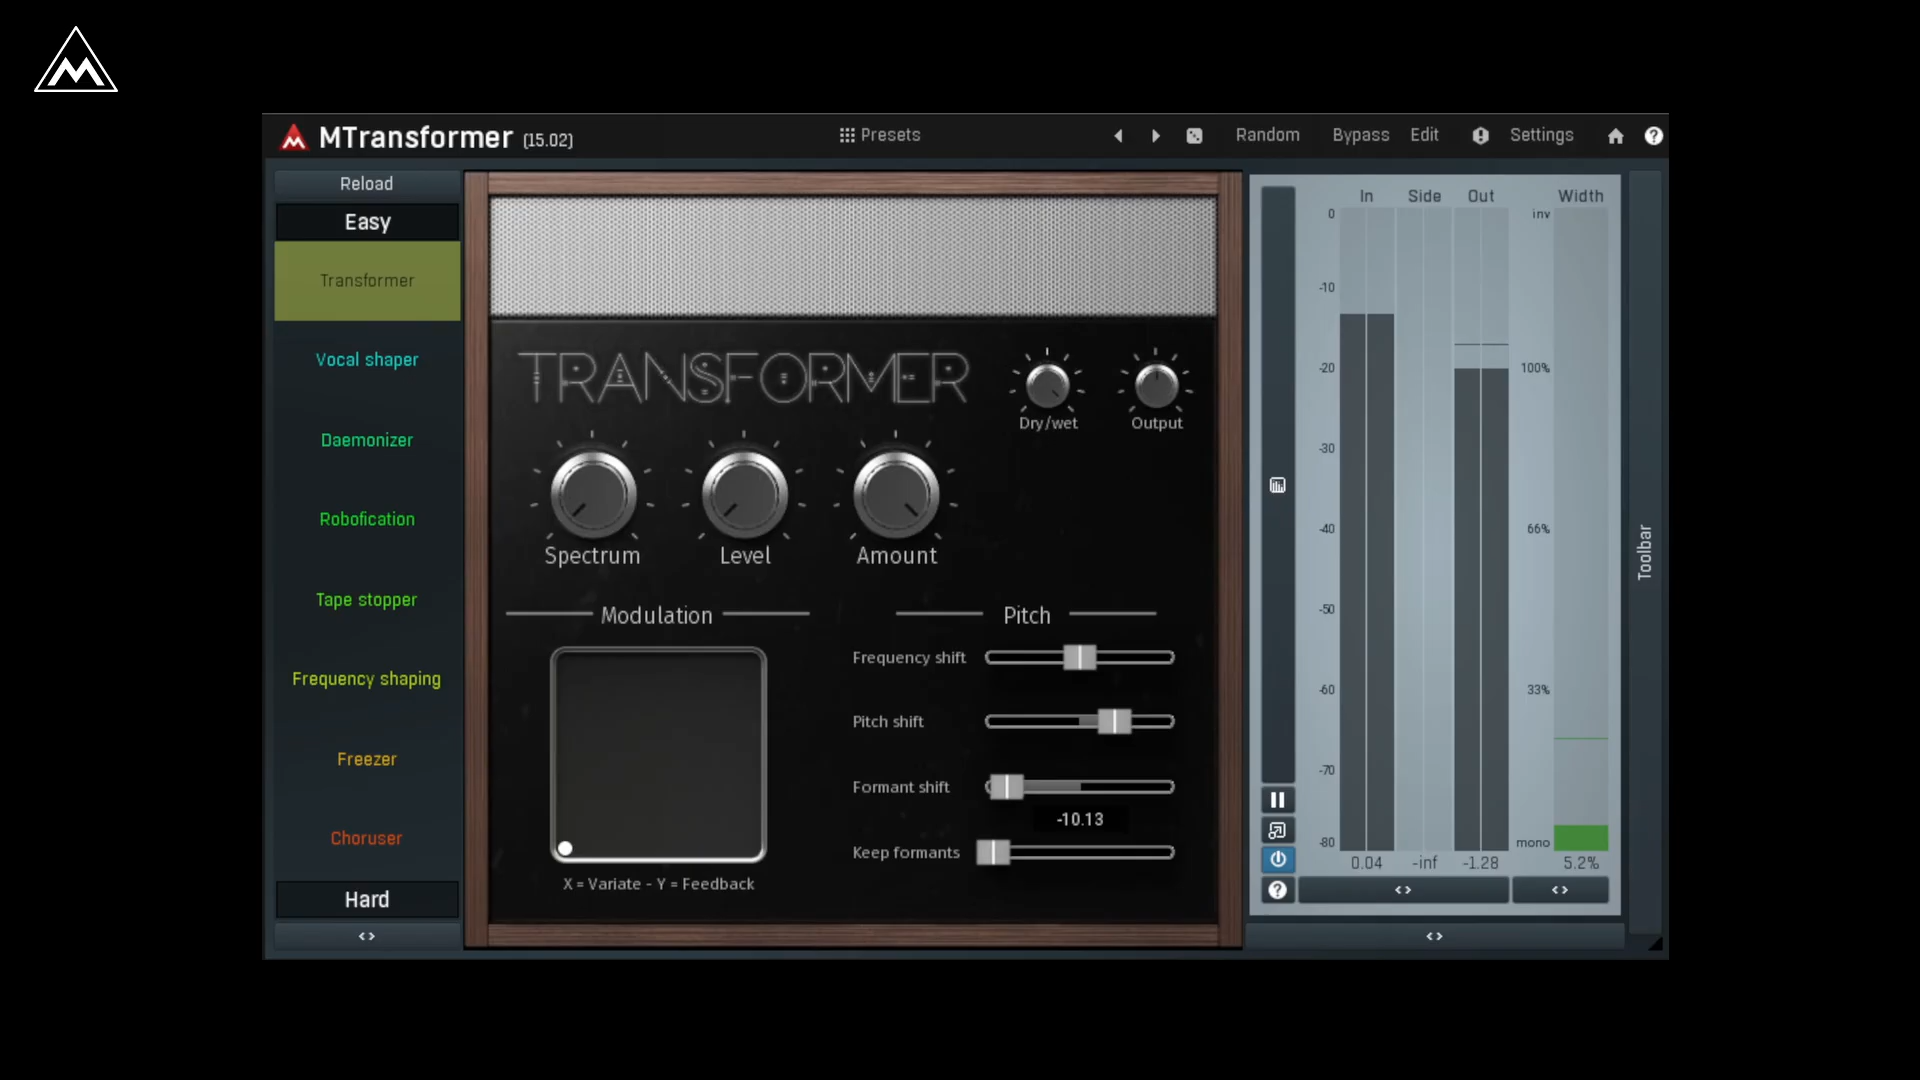 MTransformer (15.02)
Presets
Random
Bypass
Edit
Settings
Reload
Easy
Transformer
Vocal shaper
Daemonizer
Robofication
Tape stopper
Frequency shaping
Freezer
Choruser
Hard
TRANSFORMER
Dry/wet
Output
Spectrum
Level
Amount
Modulation
X = Variate - Y = Feedback
Pitch
Frequency shift
Pitch shift
Formant shift
-10.13
Keep formants
In Side Out Width
0 inv
-10
-20 100%
-30
-40 66%
-50
-60 33%
-70
-80 mono
0.04 -inf -1.28 5.2%
Toolbar